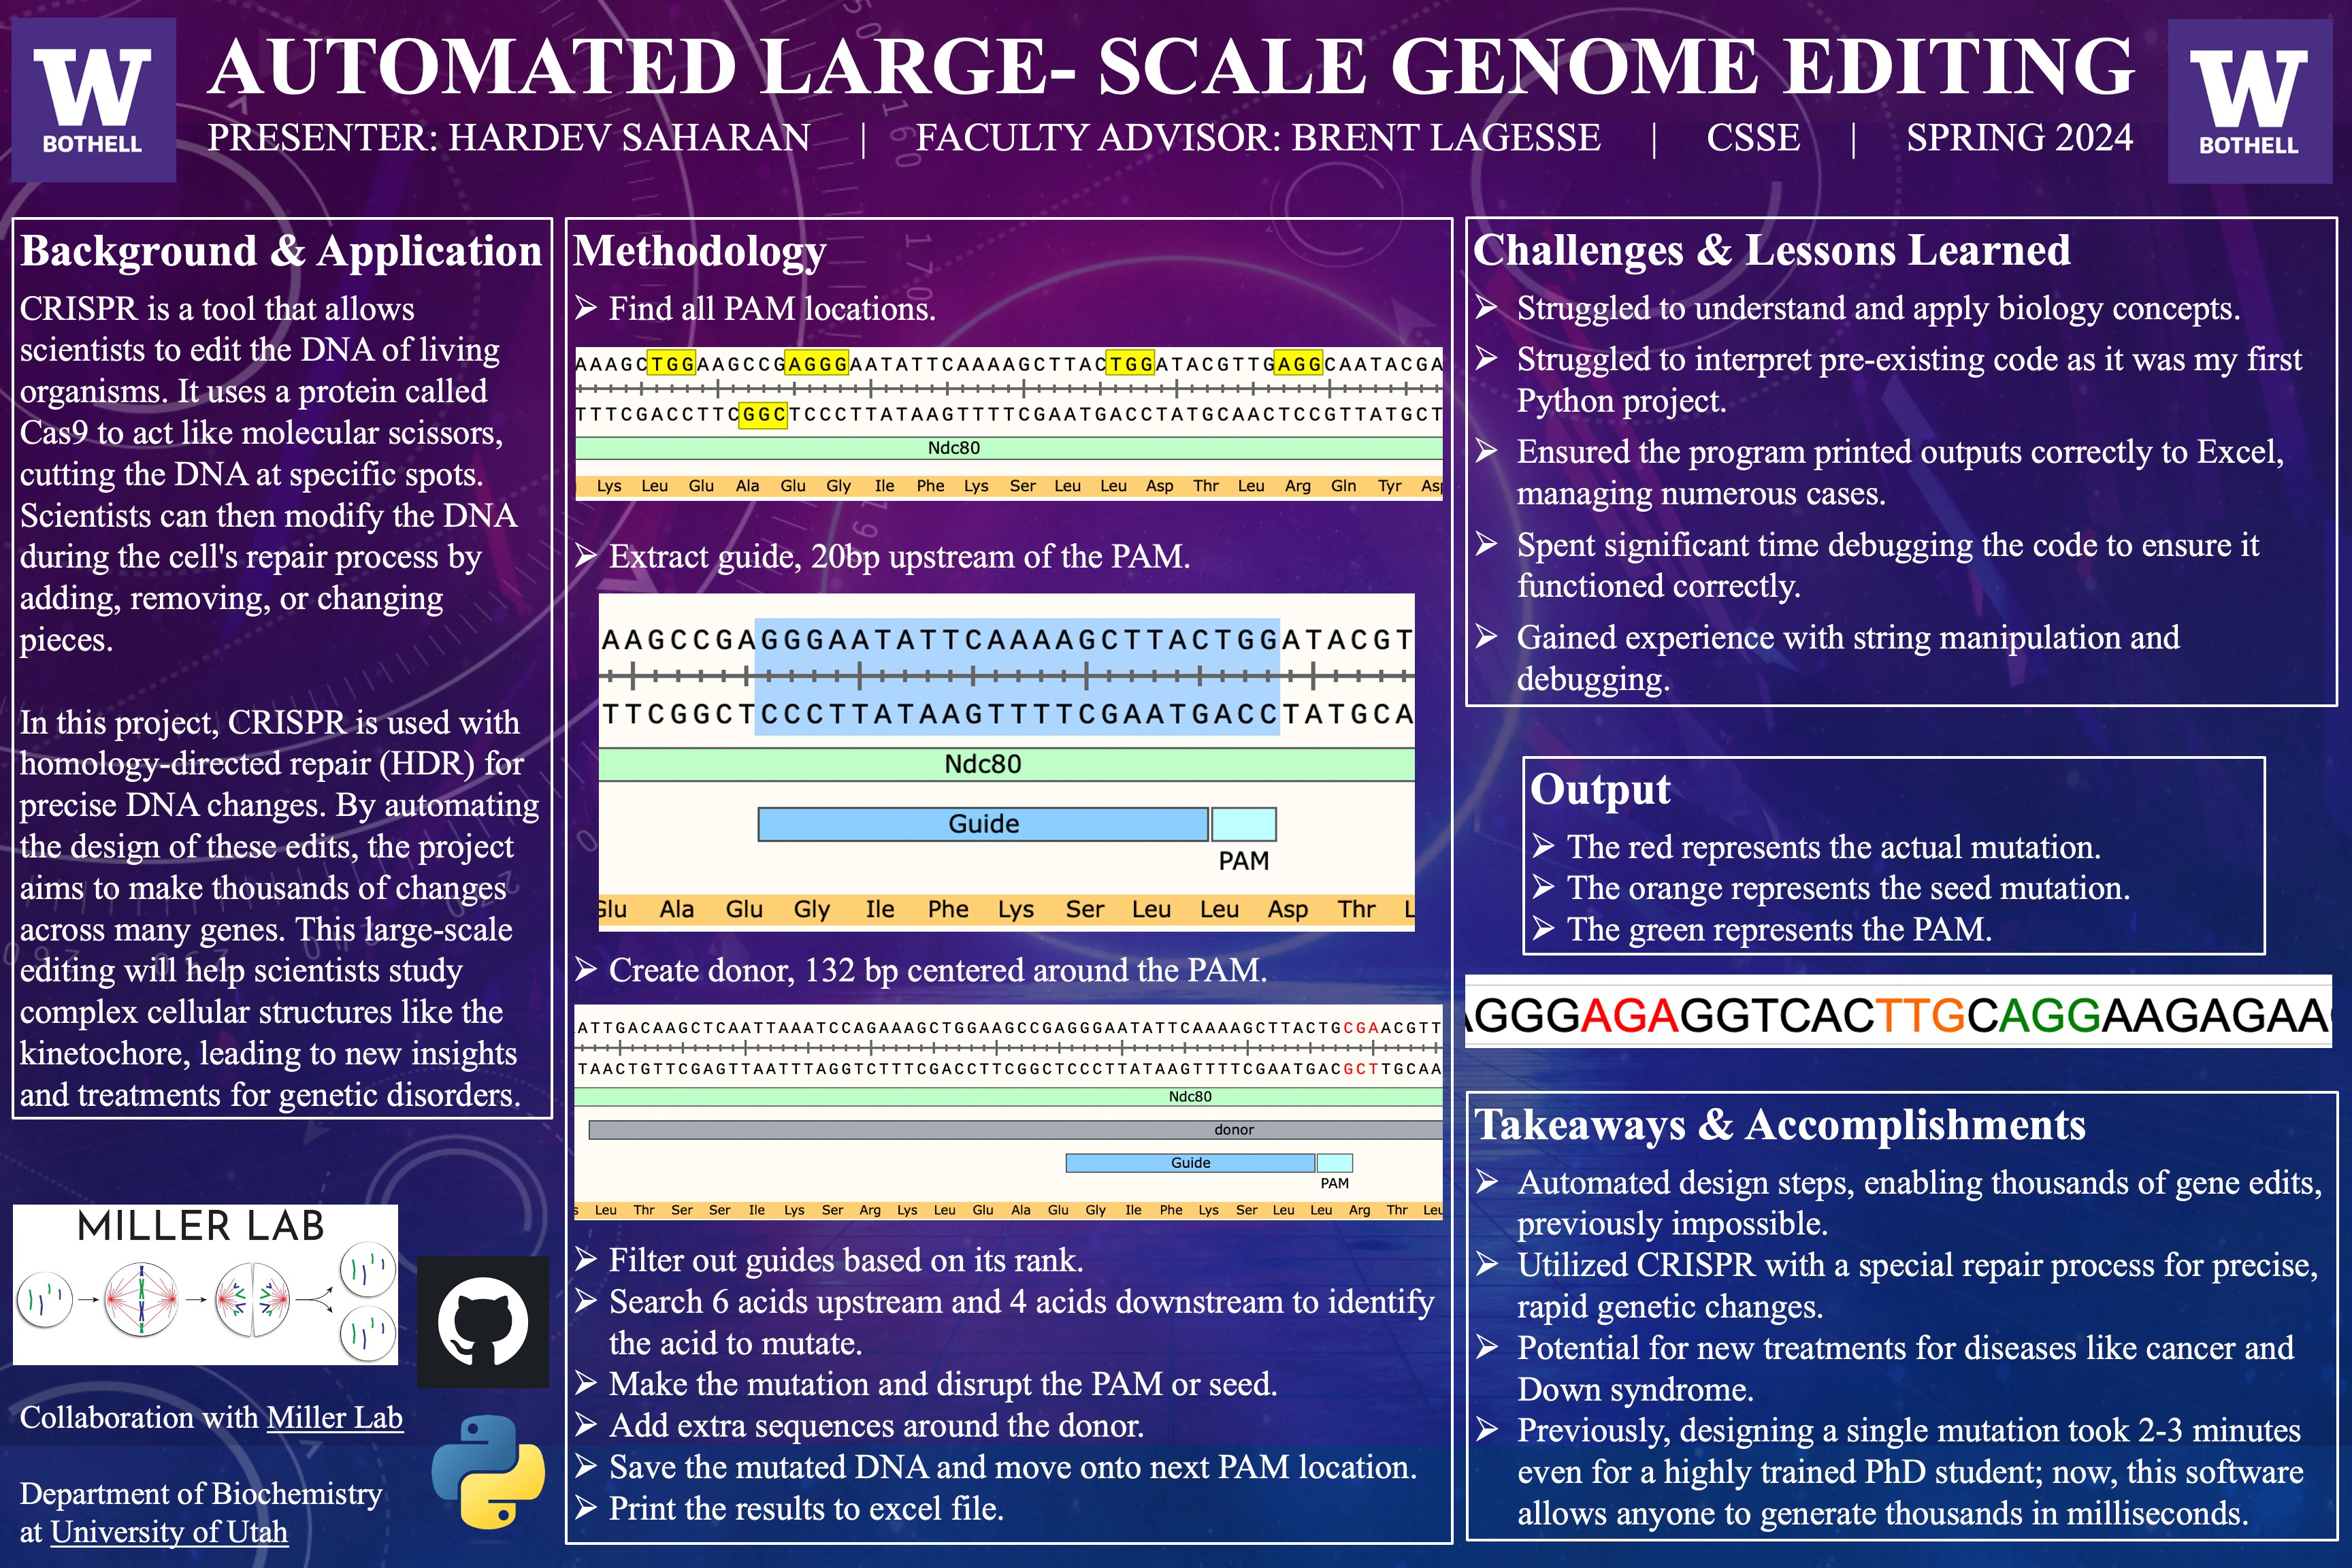 W
BOTHELL
AUTOMATED LARGE- SCALE GENOME EDITING
PRESENTER: HARDEV SAHARAN | FACULTY ADVISOR: BRENT LAGESSE | CSSE | SPRING 2024
W
BOTHELL
Background & Application
CRISPR is a tool that allows
scientists to edit the DNA of living
organisms. It uses a protein called
Cas9 to act like molecular scissors,
cutting the DNA at specific spots.
Scientists can then modify the DNA
during the cell's repair process by
adding, removing, or changing
pieces.
In this project, CRISPR is used with
homology-directed repair (HDR) for
precise DNA changes. By automating
the design of these edits, the project
aims to make thousands of changes
across many genes. This large-scale
editing will help scientists study
complex cellular structures like the
kinetochore, leading to new insights
and treatments for genetic disorders.
MILLER LAB
Collaboration with Miller Lab
Department of Biochemistry
at University of Utah
Methodology
➢ Find all PAM locations.
AAAGCTGGAAGCCGAGGGAATATTCAAAAGCTTACTGGATACGTTGAGGCAATACGA
TTTCGACCTTCGGCTCCCTTATAAGTTTTCGAATGACCTATGCAACTCCGTTATGCT
Ndc80
Lys Leu Glu Ala Glu Gly Ile Phe Lys Ser Leu Leu Asp Thr Leu Arg Gln Tyr Asp
➢ Extract guide, 20bp upstream of the PAM.
AAGCCGAGGGAATATTCAAAAGCTTACTGGATACGT
TTCGGCTCCCTTATAAGTTTTCGAATGACCTATGCA
Ndc80
Guide
PAM
Glu Ala Glu Gly Ile Phe Lys Ser Leu Leu Asp Thr L
➢ Create donor, 132 bp centered around the PAM.
ATTGACAAGCTCAATTAAATCCAGAAAGCTGGAAGCCGAGGGAATATTCAAAAGCTTACTGCGAACGTT
TAACTGTTCGAGTTAATTTAGGTCTTTCGACCTTCGGCTCCCTTATAAGTTTTCGAATGACGCTTGCAA
Ndc80
donor
Guide
PAM
s Leu Thr Ser Ser Ile Lys Ser Arg Lys Leu Glu Ala Glu Gly Ile Phe Lys Ser Leu Leu Arg Thr Leu
➢ Filter out guides based on its rank.
➢ Search 6 acids upstream and 4 acids downstream to identify
the acid to mutate.
➢ Make the mutation and disrupt the PAM or seed.
➢ Add extra sequences around the donor.
➢ Save the mutated DNA and move onto next PAM location.
➢ Print the results to excel file.
Challenges & Lessons Learned
➢ Struggled to understand and apply biology concepts.
➢ Struggled to interpret pre-existing code as it was my first
Python project.
➢ Ensured the program printed outputs correctly to Excel,
managing numerous cases.
➢ Spent significant time debugging the code to ensure it
functioned correctly.
➢ Gained experience with string manipulation and
debugging.
Output
➢ The red represents the actual mutation.
➢ The orange represents the seed mutation.
➢ The green represents the PAM.
AGGGAGAGGTCACTTGCAGGAAGAGAA
Takeaways & Accomplishments
➢ Automated design steps, enabling thousands of gene edits,
previously impossible.
➢ Utilized CRISPR with a special repair process for precise,
rapid genetic changes.
➢ Potential for new treatments for diseases like cancer and
Down syndrome.
➢ Previously, designing a single mutation took 2-3 minutes
even for a highly trained PhD student; now, this software
allows anyone to generate thousands in milliseconds.